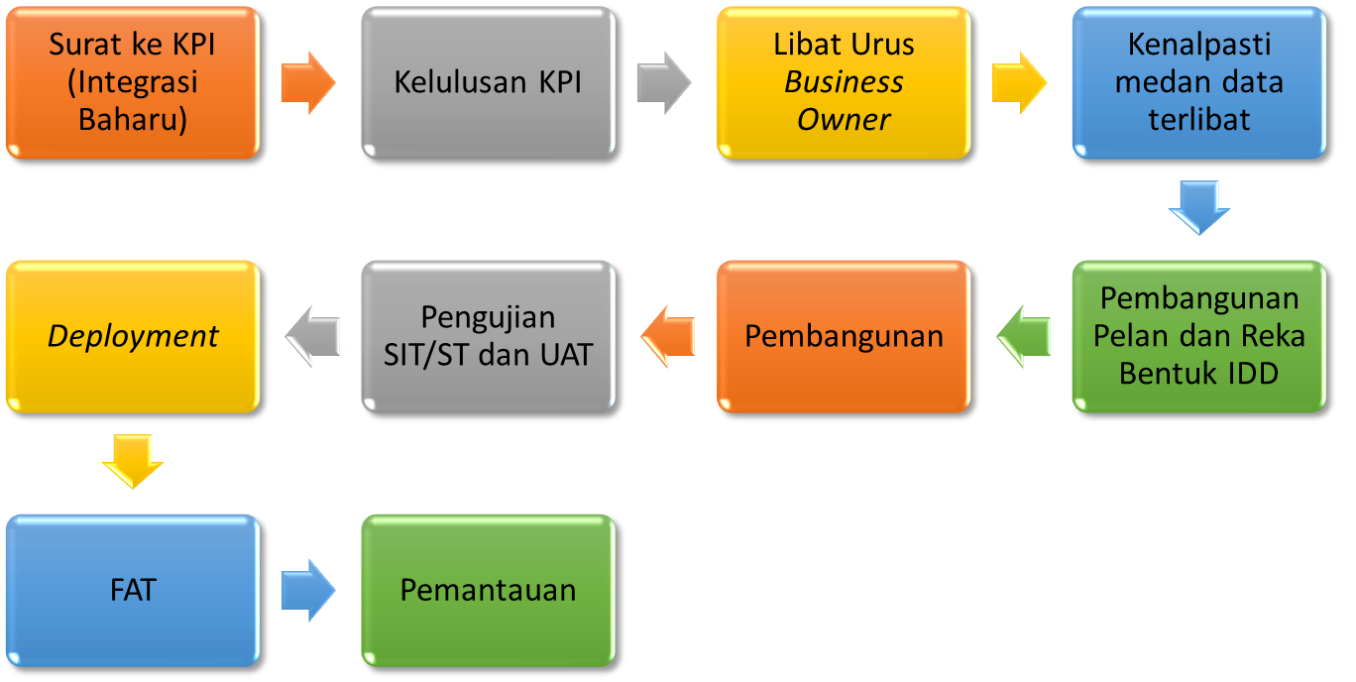 Surat ke KPI
(Integrasi
Baharu)
Kelulusan KPI
Libat Urus
Business
Owner
Kenalpasti
medan data
terlibat
Pembangunan
Pelan dan Reka
Bentuk IDD
Pembangunan
Pengujian
SIT/ST dan UAT
Deployment
FAT
Pemantauan